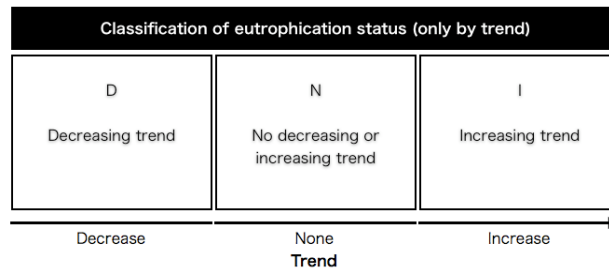 Classification of eutrophication status (only by trend)
D
N
I
Decreasing trend
No decreasing or
increasing trend
Increasing trend
Decrease
None
Increase
Trend